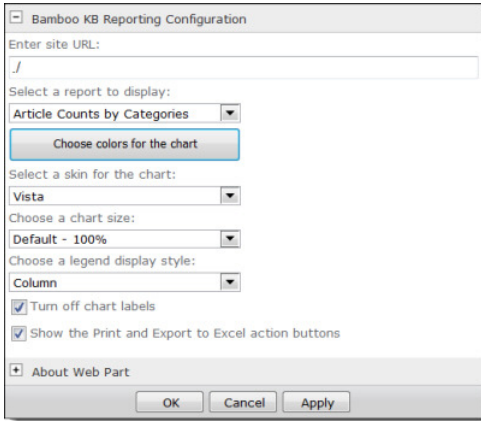 Bamboo KB Reporting Configuration
Enter site URL:
./
Select a report to display:
Article Counts by Categories
Choose colors for the chart
Select a skin for the chart:
Vista
Choose a chart size:
Default - 100%
Choose a legend display style:
Column
Turn off chart labels
Show the Print and Export to Excel action buttons
About Web Part
OK Cancel Apply